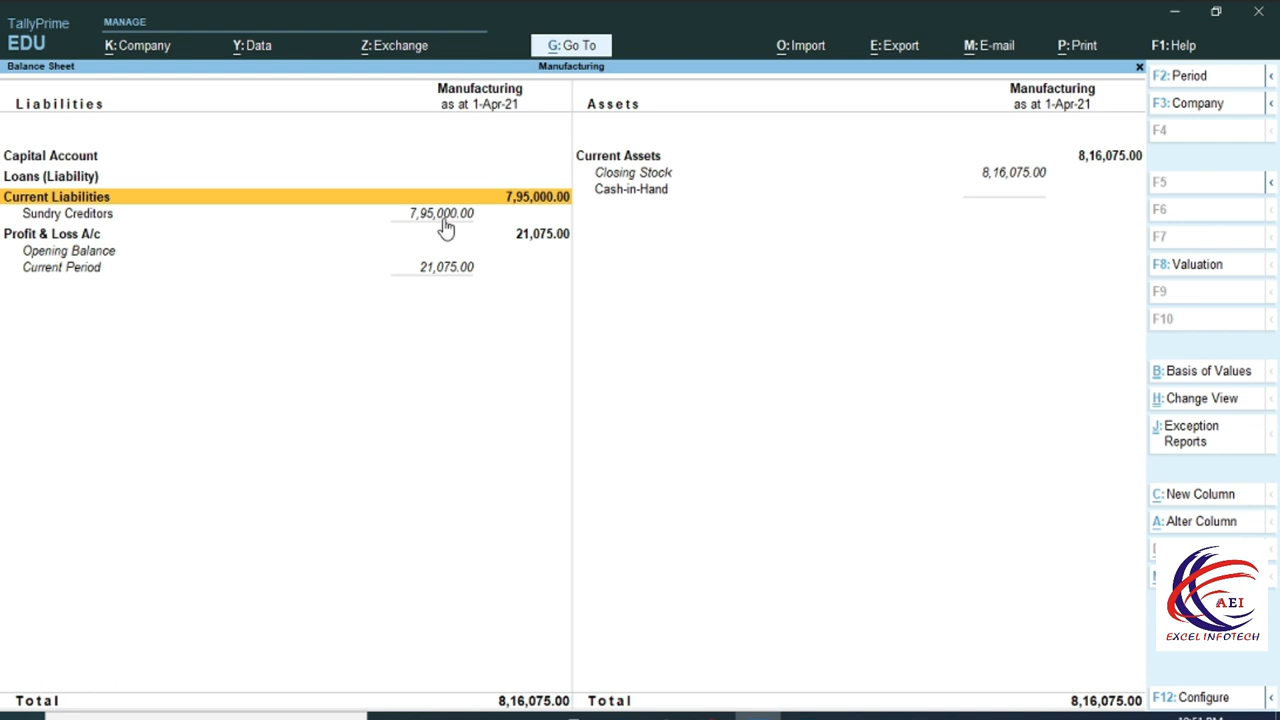 TallyPrime
EDU
MANAGE
K: Company
Y: Data
Z: Exchange
G: Go To
O: Import
E: Export
M: E-mail
P: Print
F1: Help
Balance Sheet
Manufacturing
Liabilities
Manufacturing
as at 1-Apr-21
Assets
Manufacturing
as at 1-Apr-21
Capital Account
Loans (Liability)
Current Liabilities 7,95,000.00
Sundry Creditors 7,95,000.00
Profit & Loss A/c 21,075.00
Opening Balance
Current Period 21,075.00
Current Assets 8,16,075.00
Closing Stock 8,16,075.00
Cash-in-Hand
Total 8,16,075.00
Total 8,16,075.00
F2: Period
F3: Company
F4
F5
F6
F7
F8: Valuation
F9
F10
B: Basis of Values
H: Change View
J: Exception
Reports
C: New Column
A: Alter Column
AEI
EXCEL INFOTECH
F12: Configure